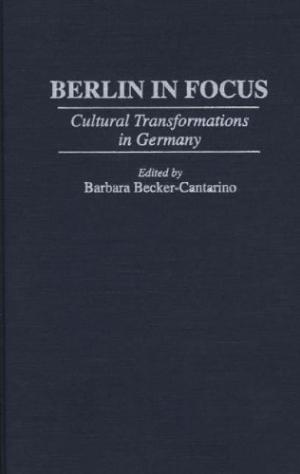 BERLIN IN FOCUS
Cultural Transformations
in Germany
Edited by
Barbara Becker-Cantarino